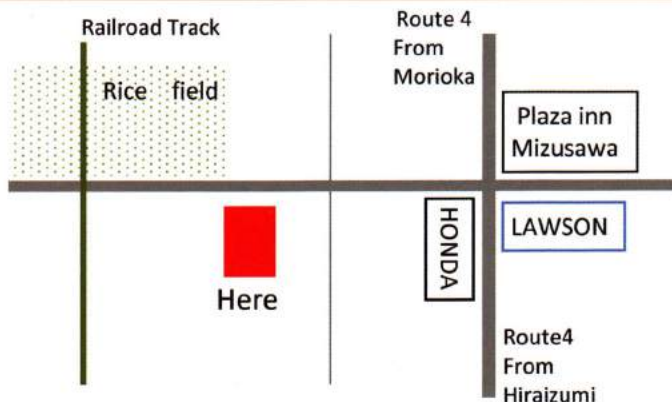 Railroad Track
Rice field
Route 4
From
Morioka
Plaza inn
Mizusawa
HONDA
LAWSON
Here
Route4
From
Hiraizumi